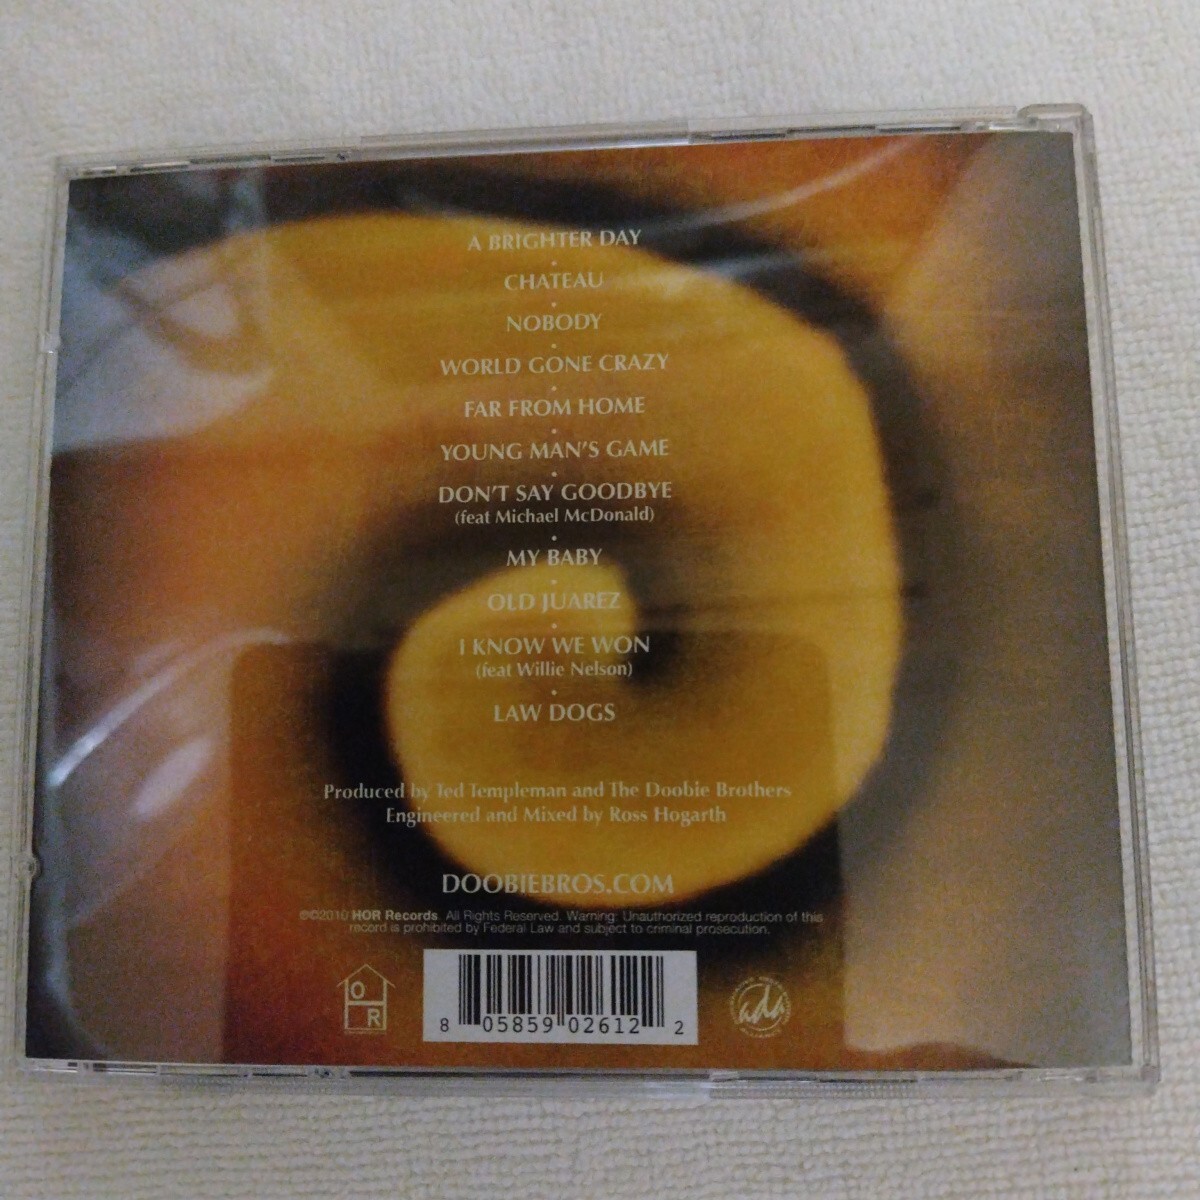 A BRIGHTER DAY
CHATEAU
NOBODY
WORLD GONE CRAZY
FAR FROM HOME
YOUNG MAN'S GAME
DON'T SAY GOODBYE
(feat Michael McDonald)
MY BABY
OLD JUAREZ
I KNOW WE WON
(feat Willie Nelson)
LAW DOGS
Produced by Ted Templeman and The Doobie Brothers
Engineered and Mixed by Ross Hogarth
DOOBIEBROS.COM
℗©2010 HOR Records. All Rights Reserved. Warning: Unauthorized reproduction of this
record is prohibited by Federal Law and subject to criminal prosecution.
O
R
8 05859 02612 2
ada